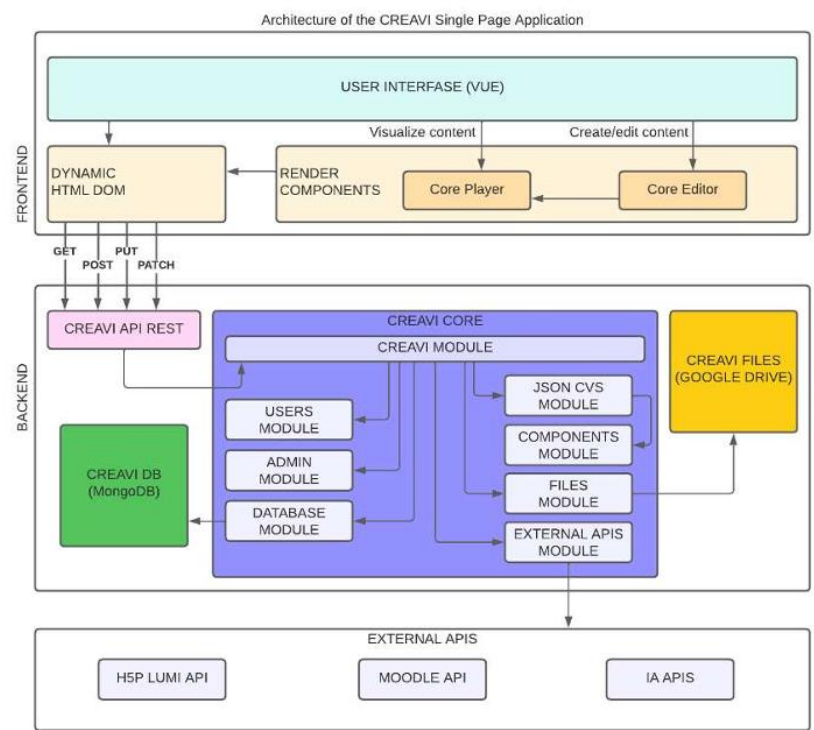 Architecture of the CREAVI Single Page Application
FRONTEND
USER INTERFASE (VUE)
Visualize content
Create/edit content
DYNAMIC
HTML DOM
RENDER
COMPONENTS
Core Player
Core Editor
GET
POST
PUT
PATCH
BACKEND
CREAVI API REST
CREAVI CORE
CREAVI MODULE
USERS
MODULE
ADMIN
MODULE
DATABASE
MODULE
JSON CVS
MODULE
COMPONENTS
MODULE
FILES
MODULE
EXTERNAL APIS
MODULE
CREAVI FILES
(GOOGLE DRIVE)
CREAVI DB
(MongoDB)
EXTERNAL APIS
H5P LUMI API
MOODLE API
IA APIS